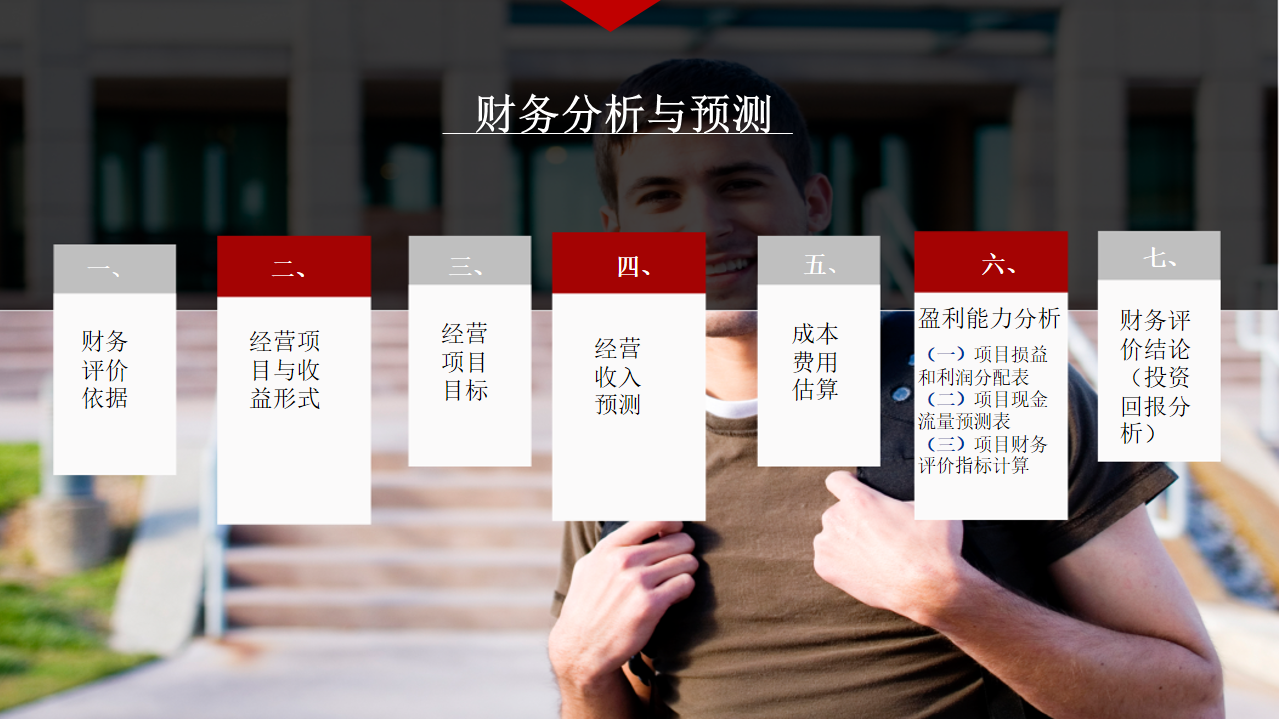 财务分析与预测
一、
财务
评价
依据
二、
经营项
目与收
益形式
三、
经营
项目
目标
四、
经营
收入
预测
五、
成本
费用
估算
六、
盈利能力分析
（一）项目损益
和利润分配表
（二）项目现金
流量预测表
（三）项目财务
评价指标计算
七、
财务评
价结论
（投资
回报分
析）